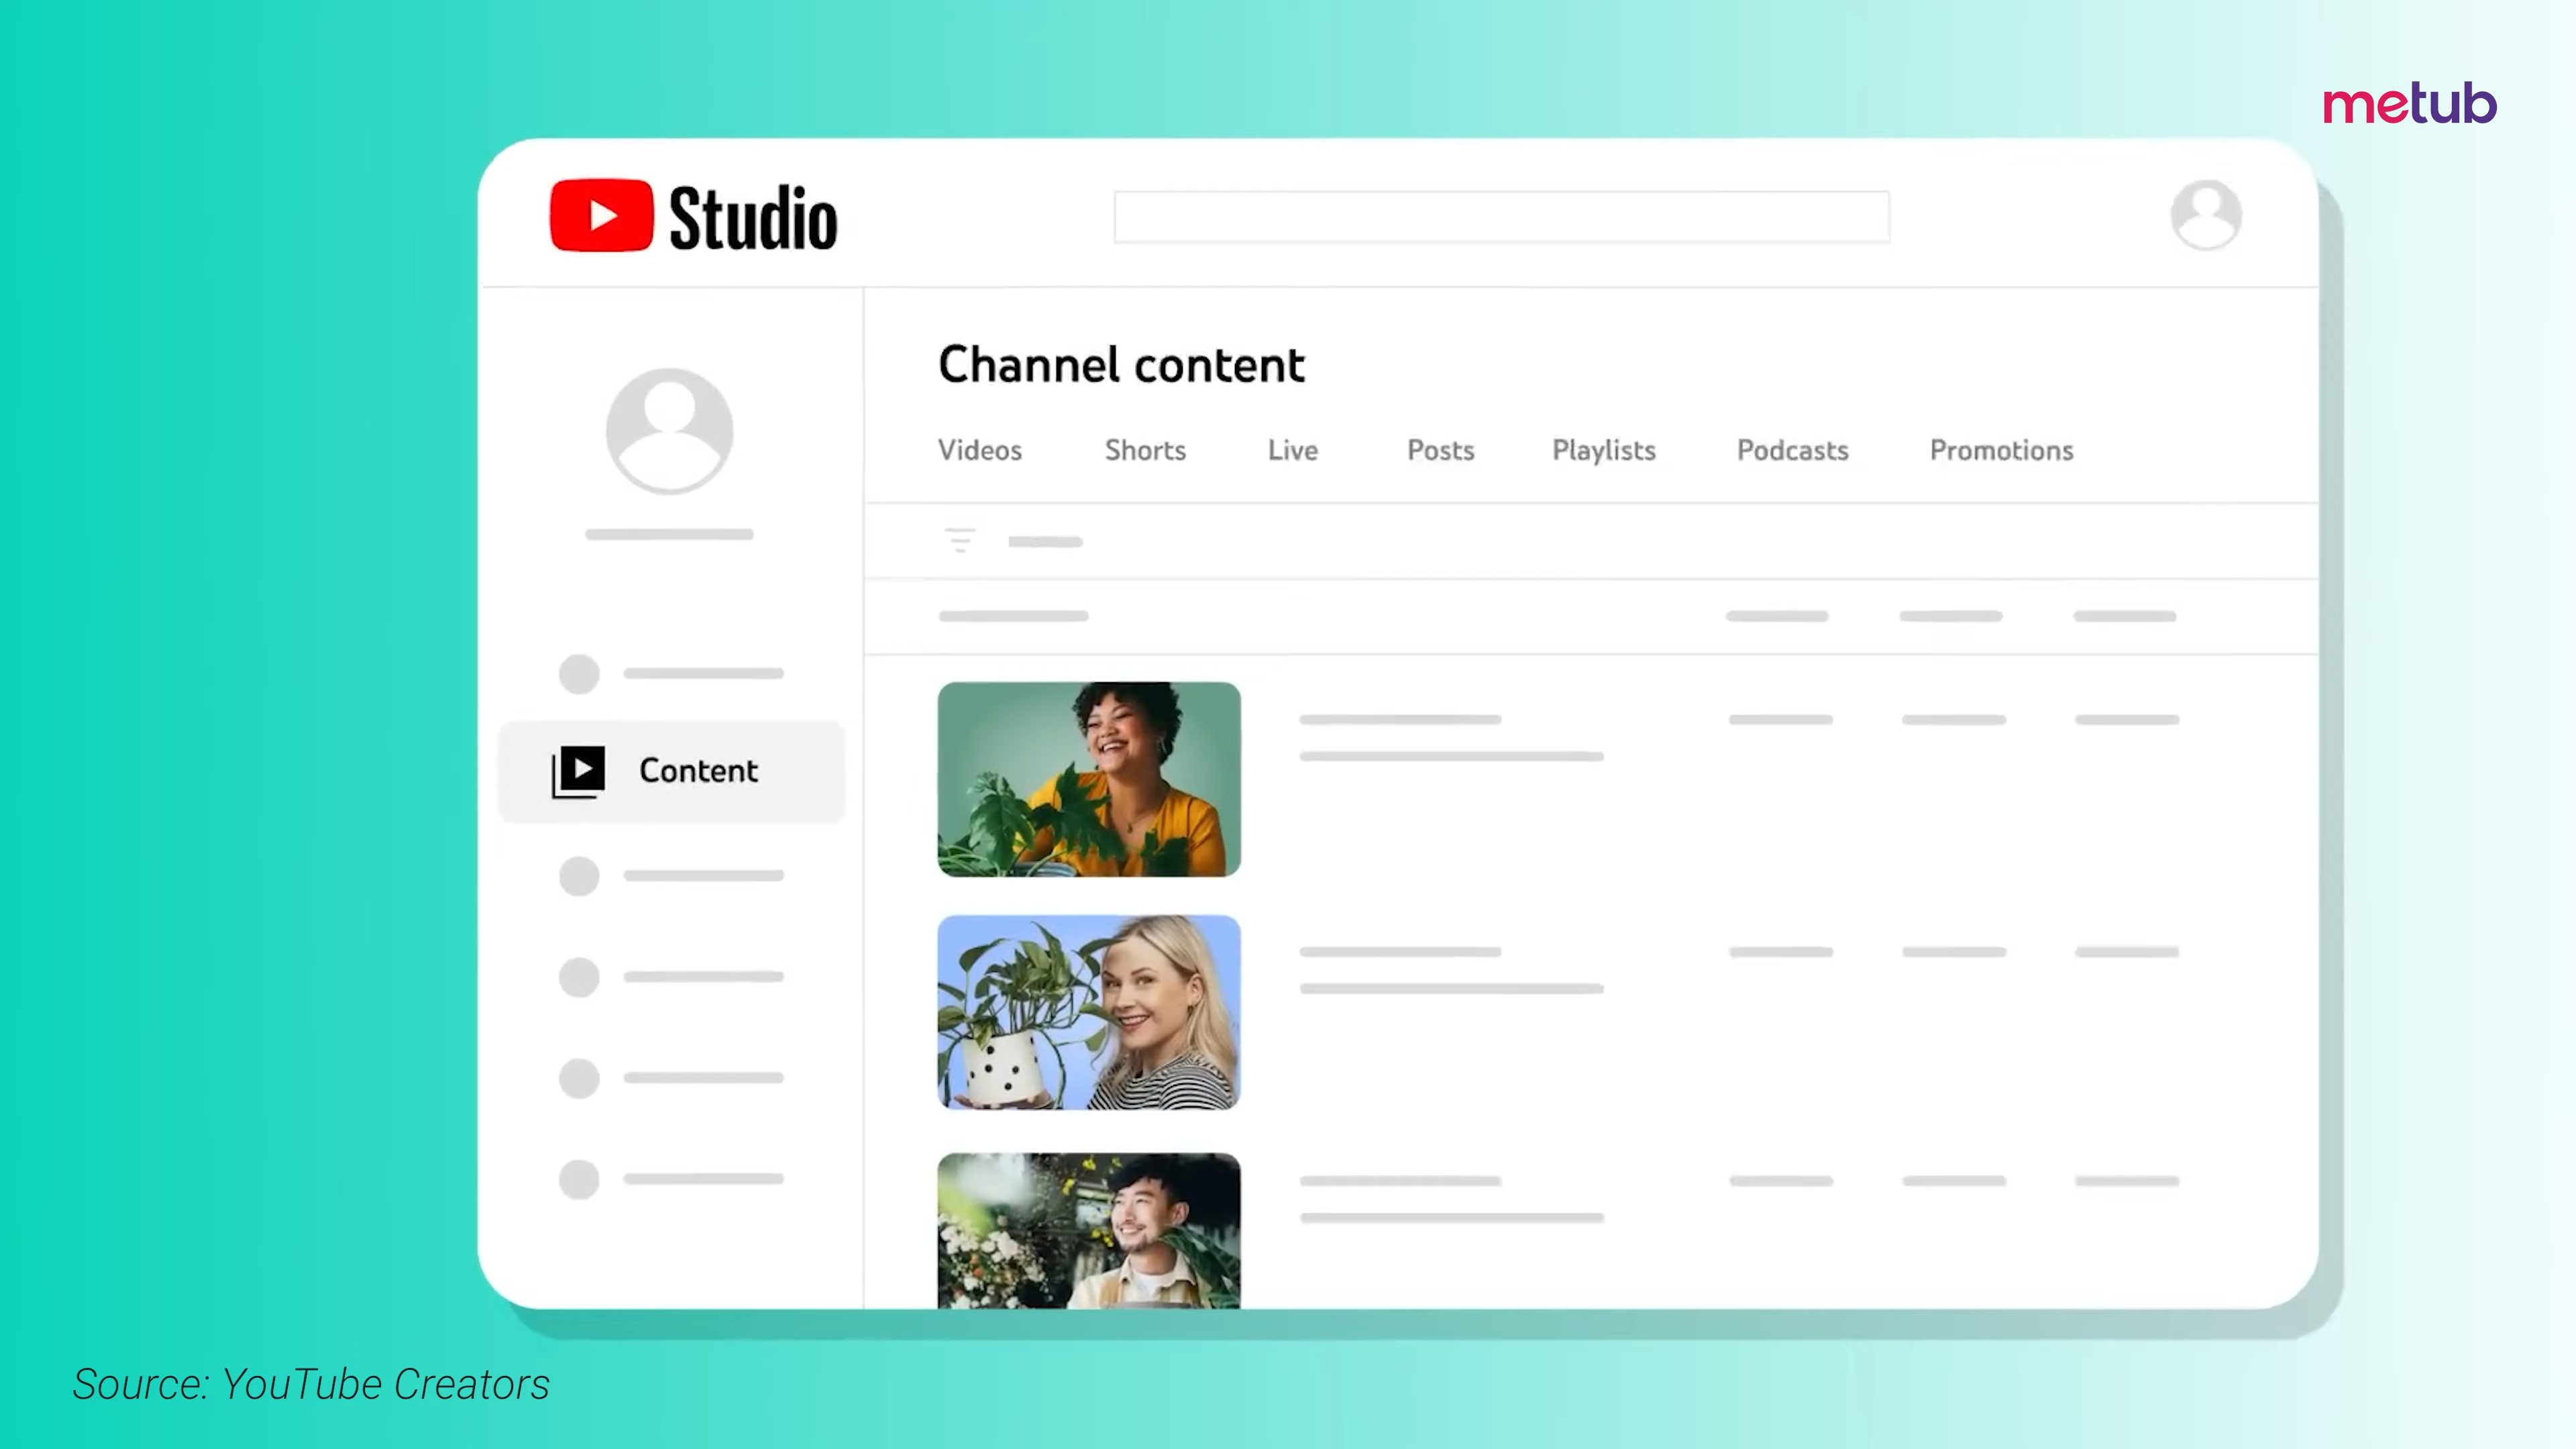 metub
Studio
Channel content
Videos Shorts Live Posts Playlists Podcasts Promotions
Content
Source: YouTube Creators